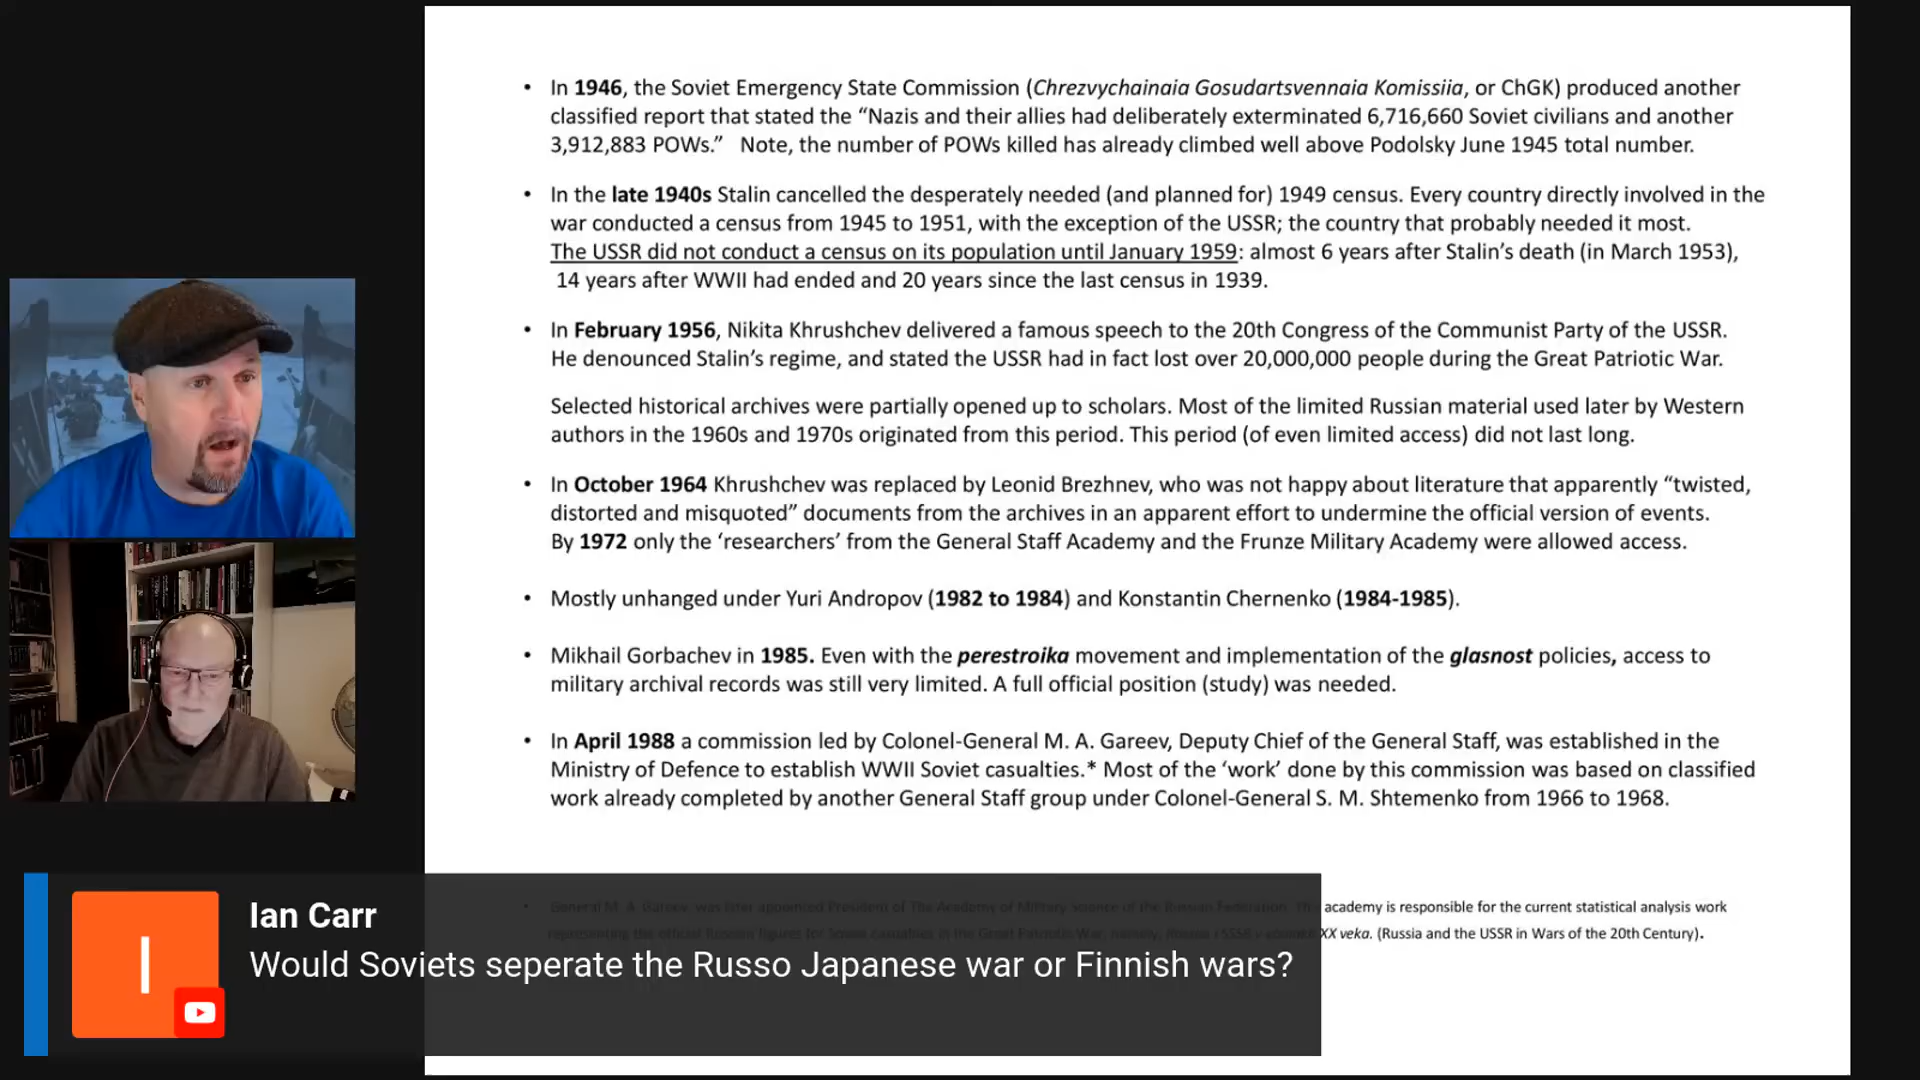 • In 1946, the Soviet Emergency State Commission (Chrezvychainaia Gosudartsvennaia Komissiia, or ChGK) produced another
classified report that stated the “Nazis and their allies had deliberately exterminated 6,716,660 Soviet civilians and another
3,912,883 POWs.” Note, the number of POWs killed has already climbed well above Podolsky June 1945 total number.
• In the late 1940s Stalin cancelled the desperately needed (and planned for) 1949 census. Every country directly involved in the
war conducted a census from 1945 to 1951, with the exception of the USSR; the country that probably needed it most.
The USSR did not conduct a census on its population until January 1959: almost 6 years after Stalin’s death (in March 1953),
14 years after WWII had ended and 20 years since the last census in 1939.
• In February 1956, Nikita Khrushchev delivered a famous speech to the 20th Congress of the Communist Party of the USSR.
He denounced Stalin’s regime, and stated the USSR had in fact lost over 20,000,000 people during the Great Patriotic War.
Selected historical archives were partially opened up to scholars. Most of the limited Russian material used later by Western
authors in the 1960s and 1970s originated from this period. This period (of even limited access) did not last long.
• In October 1964 Khrushchev was replaced by Leonid Brezhnev, who was not happy about literature that apparently “twisted,
distorted and misquoted” documents from the archives in an apparent effort to undermine the official version of events.
By 1972 only the ‘researchers’ from the General Staff Academy and the Frunze Military Academy were allowed access.
• Mostly unhanged under Yuri Andropov (1982 to 1984) and Konstantin Chernenko (1984-1985).
• Mikhail Gorbachev in 1985. Even with the perestroika movement and implementation of the glasnost policies, access to
military archival records was still very limited. A full official position (study) was needed.
• In April 1988 a commission led by Colonel-General M. A. Gareev, Deputy Chief of the General Staff, was established in the
Ministry of Defence to establish WWII Soviet casualties.* Most of the ‘work’ done by this commission was based on classified
work already completed by another General Staff group under Colonel-General S. M. Shtemenko from 1966 to 1968.
• General M. A. Gareev was later appointed President of The Academy of Military Science of the Russian Federation. This academy is responsible for the current statistical analysis work
XX veka. (Russia and the USSR in Wars of the 20th Century).
I
Ian Carr
Would Soviets seperate the Russo Japanese war or Finnish wars?